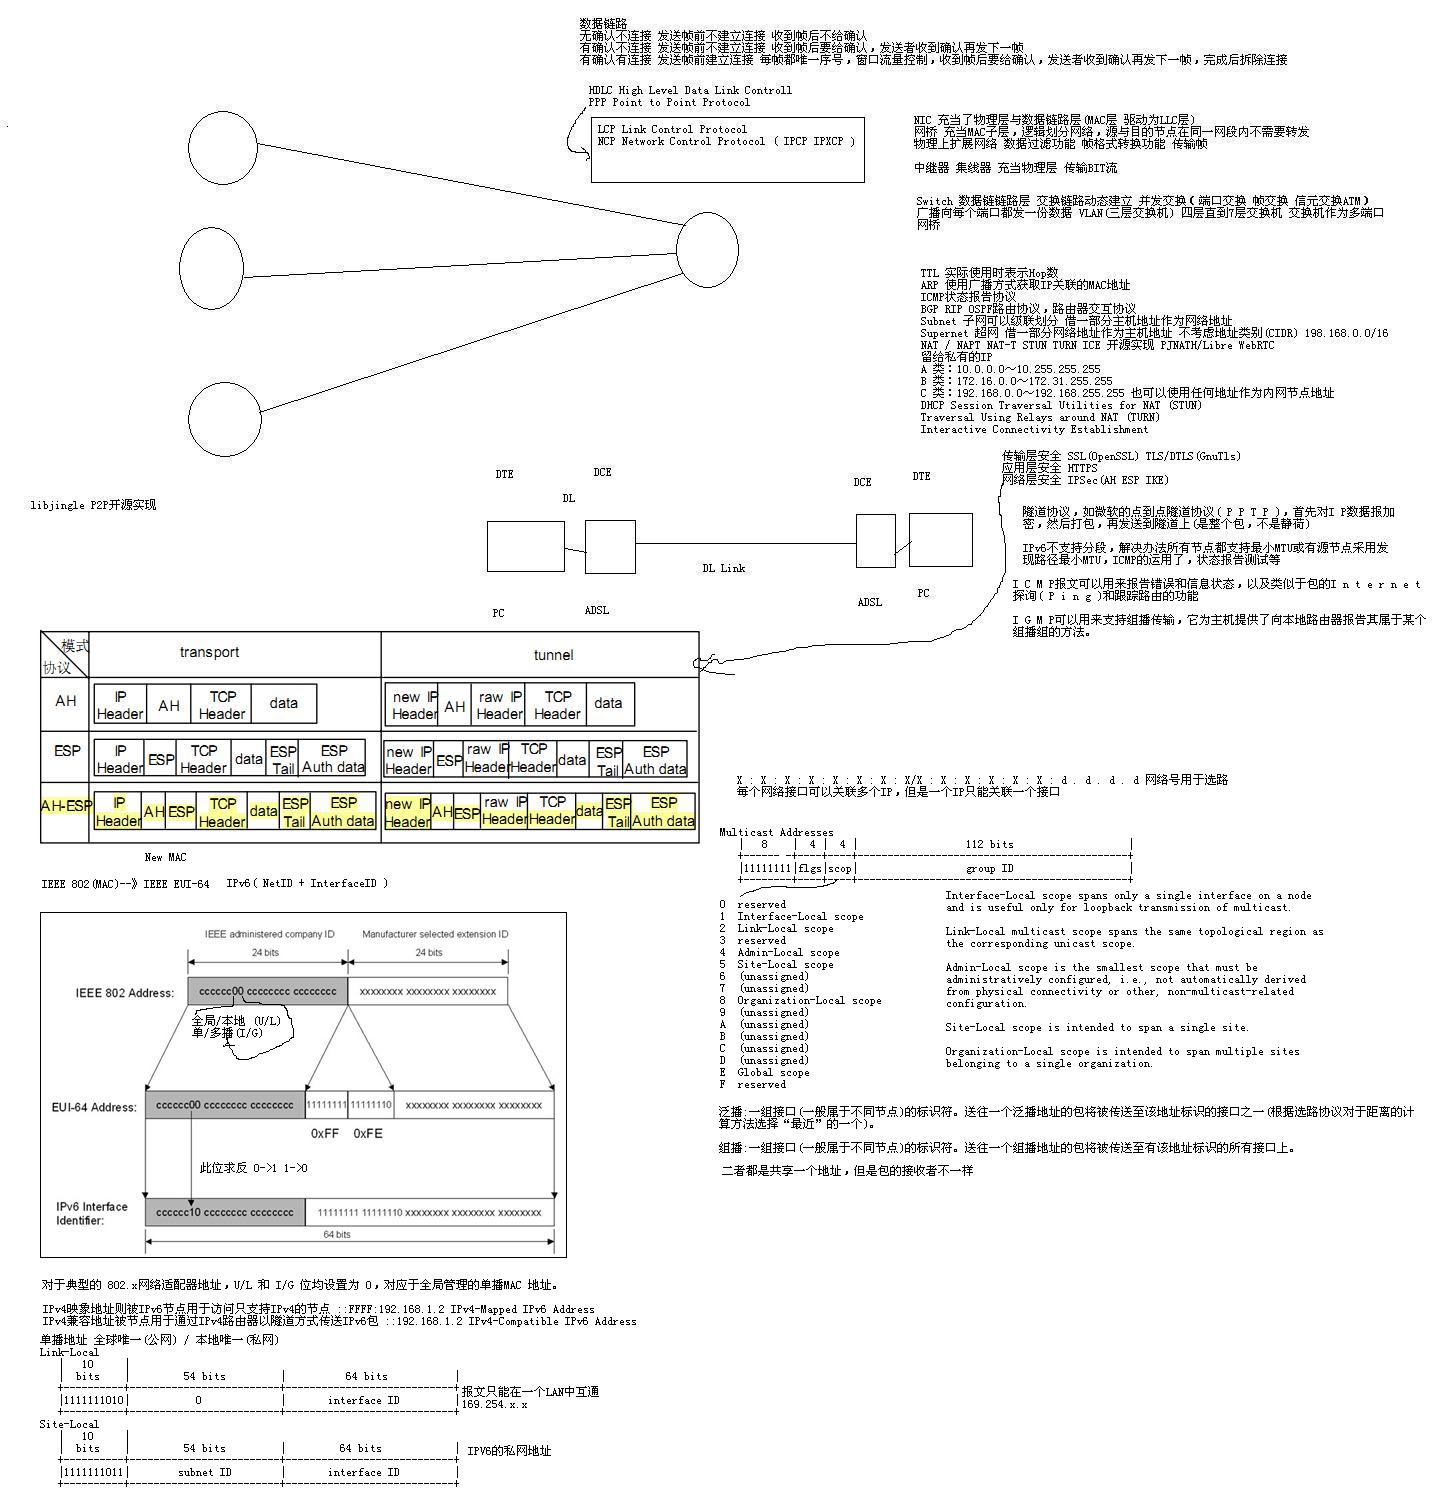 数据链路
无确认不连接 发送帧前不建立连接 收到帧后不给确认
有确认不连接 发送帧前不建立连接 收到帧后要给确认，发送者收到确认再发下一帧
有确认有连接 发送帧前建立连接 每帧都唯一序号，窗口流量控制，收到帧后要给确认，发送者收到确认再发下一帧，完成后拆除连接
HDLC High Level Data Link Controll
PPP Point to Point Protocol
LCP Link Control Protocol
NCP Network Control Protocol ( IPCP IPXCP )
NIC 充当了物理层与数据链路层(MAC层 驱动为LLC层)
网桥 充当MAC子层，逻辑划分网络，源与目的节点在同一网段内不需要转发
物理上扩展网络 数据过滤功能 帧格式转换功能 传输帧
中继器 集线器 充当物理层 传输BIT流
Switch 数据链链路层 交换链路动态建立 并发交换( 端口交换 帧交换 信元交换ATM)
广播向每个端口都发一份数据 VLAN(三层交换机) 四层直到7层交换机 交换机作为多端口
网桥
TTL 实际使用时表示Hop数
ARP 使用广播方式获取IP关联的MAC地址
ICMP状态报告协议
BGP RIP OSPF路由协议，路由器交互协议
Subnet 子网可以级联划分 借一部分主机地址作为网络地址
Supernet 超网 借一部分网络地址作为主机地址 不考虑地址类别(CIDR) 198.168.0.0/16
NAT / NAPT NAT-T STUN TURN ICE 开源实现 PJNATH/Libre WebRTC
留给私有的IP
A 类：10.0.0.0～10.255.255.255
B 类：172.16.0.0～172.31.255.255
C 类：192.168.0.0～192.168.255.255 也可以使用任何地址作为内网节点地址
DHCP Session Traversal Utilities for NAT (STUN)
Traversal Using Relays around NAT (TURN)
Interactive Connectivity Establishment
传输层安全 SSL(OpenSSL) TLS/DTLS(GnuTls)
应用层安全 HTTPS
网络层安全 IPSec(AH ESP IKE)
隧道协议，如微软的点到点隧道协议( P P T P )，首先对I P数据报加
密，然后打包，再发送到隧道上(是整个包，不是静荷)
IPv6不支持分段，解决办法所有节点都支持最小MTU或有源节点采用发
现路径最小MTU，ICMP的运用了，状态报告测试等
I C M P报文可以用来报告错误和信息状态，以及类似于包的I n t e r n e t
探询( P i n g )和跟踪路由的功能
I G M P可以用来支持组播传输，它为主机提供了向本地路由器报告其属于某个
组播组的方法。
libjingle P2P开源实现
DTE DCE DCE DTE
DL
DL Link
PC ADSL ADSL PC
模式
协议 transport tunnel
AH IP Header AH TCP Header data new IP Header AH raw IP Header TCP Header data
ESP IP Header ESP TCP Header data ESP Tail ESP Auth data new IP Header ESP raw IP Header TCP Header data ESP Tail ESP Auth data
AH-ESP IP Header AH ESP TCP Header data ESP Tail ESP Auth data new IP Header AH ESP raw IP Header TCP Header data ESP Tail ESP Auth data
New MAC
IEEE 802(MAC)--》IEEE EUI-64 IPv6( NetID + InterfaceID )
IEEE administered company ID Manufacturer selected extension ID
24 bits 24 bits
IEEE 802 Address: cccccc00 cccccccc cccccccc xxxxxxxx xxxxxxxx xxxxxxxx
全局/本地 (U/L)
单/多播(I/G)
EUI-64 Address: cccccc00 cccccccc cccccccc 11111111 11111110 xxxxxxxx xxxxxxxx xxxxxxxx
0xFF 0xFE
此位求反 0->1 1->0
IPv6 Interface
Identifier: cccccc10 cccccccc cccccccc 11111111 11111110 xxxxxxxx xxxxxxxx xxxxxxxx
64 bits
对于典型的 802.x网络适配器地址，U/L 和 I/G 位均设置为 0，对应于全局管理的单播MAC 地址。
IPv4映象地址则被IPv6节点用于访问只支持IPv4的节点 ::FFFF:192.168.1.2 IPv4-Mapped IPv6 Address
IPv4兼容地址被节点用于通过IPv4路由器以隧道方式传送IPv6包 ::192.168.1.2 IPv4-Compatible IPv6 Address
单播地址 全球唯一(公网) / 本地唯一(私网)
Link-Local
| 10 |
| bits | 54 bits | 64 bits |
|1111111010| 0 | interface ID |
报文只能在一个LAN中互通
169.254.x.x
Site-Local
| 10 |
| bits | 54 bits | 64 bits |
|1111111011| subnet ID | interface ID |
IPV6的私网地址
X : X : X : X : X : X : X : X/X : X : X : X : X : X : d . d . d . d 网络号用于选路
每个网络接口可以关联多个IP，但是一个IP只能关联一个接口
Multicast Addresses
| 8 | 4 | 4 | 112 bits |
|11111111|flgs|scop| group ID |
0 reserved
1 Interface-Local scope
2 Link-Local scope
3 reserved
4 Admin-Local scope
5 Site-Local scope
6 (unassigned)
7 (unassigned)
8 Organization-Local scope
9 (unassigned)
A (unassigned)
B (unassigned)
C (unassigned)
D (unassigned)
E Global scope
F reserved
Interface-Local scope spans only a single interface on a node
and is useful only for loopback transmission of multicast.
Link-Local multicast scope spans the same topological region as
the corresponding unicast scope.
Admin-Local scope is the smallest scope that must be
administratively configured, i.e., not automatically derived
from physical connectivity or other, non-multicast-related
configuration.
Site-Local scope is intended to span a single site.
Organization-Local scope is intended to span multiple sites
belonging to a single organization.
泛播:一组接口(一般属于不同节点)的标识符。送往一个泛播地址的包将被传送至该地址标识的接口之一(根据选路协议对于距离的计
算方法选择“最近”的一个)。
组播:一组接口(一般属于不同节点)的标识符。送往一个组播地址的包将被传送至有该地址标识的所有接口上。
二者都是共享一个地址，但是包的接收者不一样